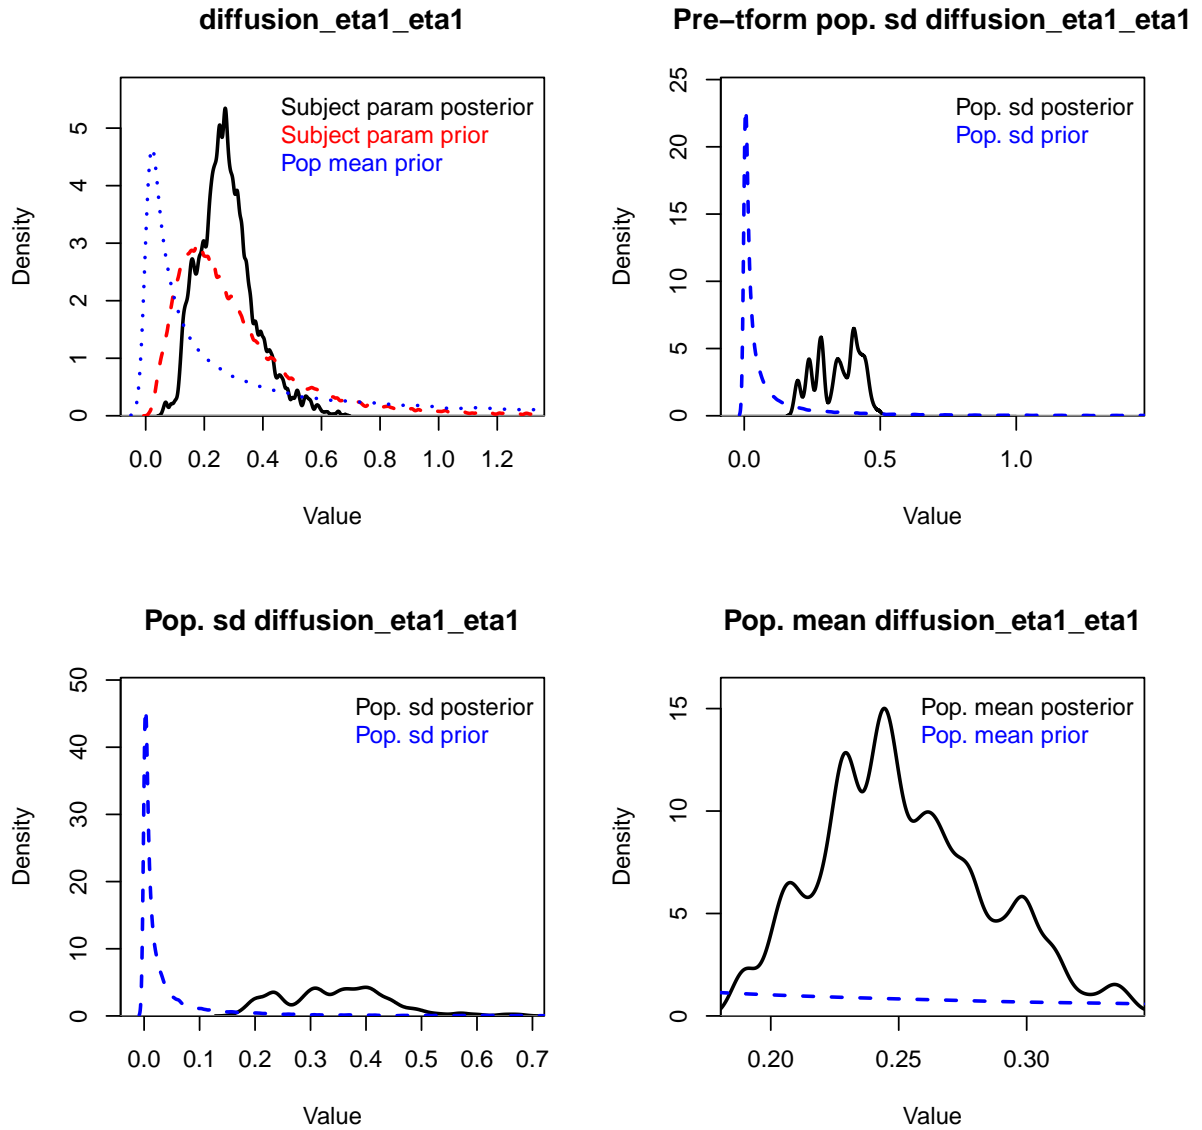 diffusion_eta1_eta1
Subject param posterior
Subject param prior
Pop mean prior
Density
0 1 2 3 4 5
0.0 0.2 0.4 0.6 0.8 1.0 1.2
Value
Pre−tform pop. sd diffusion_eta1_eta1
Pop. sd posterior
Pop. sd prior
Density
0 5 10 15 20 25
0.0 0.5 1.0
Value
Pop. sd diffusion_eta1_eta1
Pop. sd posterior
Pop. sd prior
Density
0 10 20 30 40 50
0.0 0.1 0.2 0.3 0.4 0.5 0.6 0.7
Value
Pop. mean diffusion_eta1_eta1
Pop. mean posterior
Pop. mean prior
Density
0 5 10 15
0.20 0.25 0.30
Value